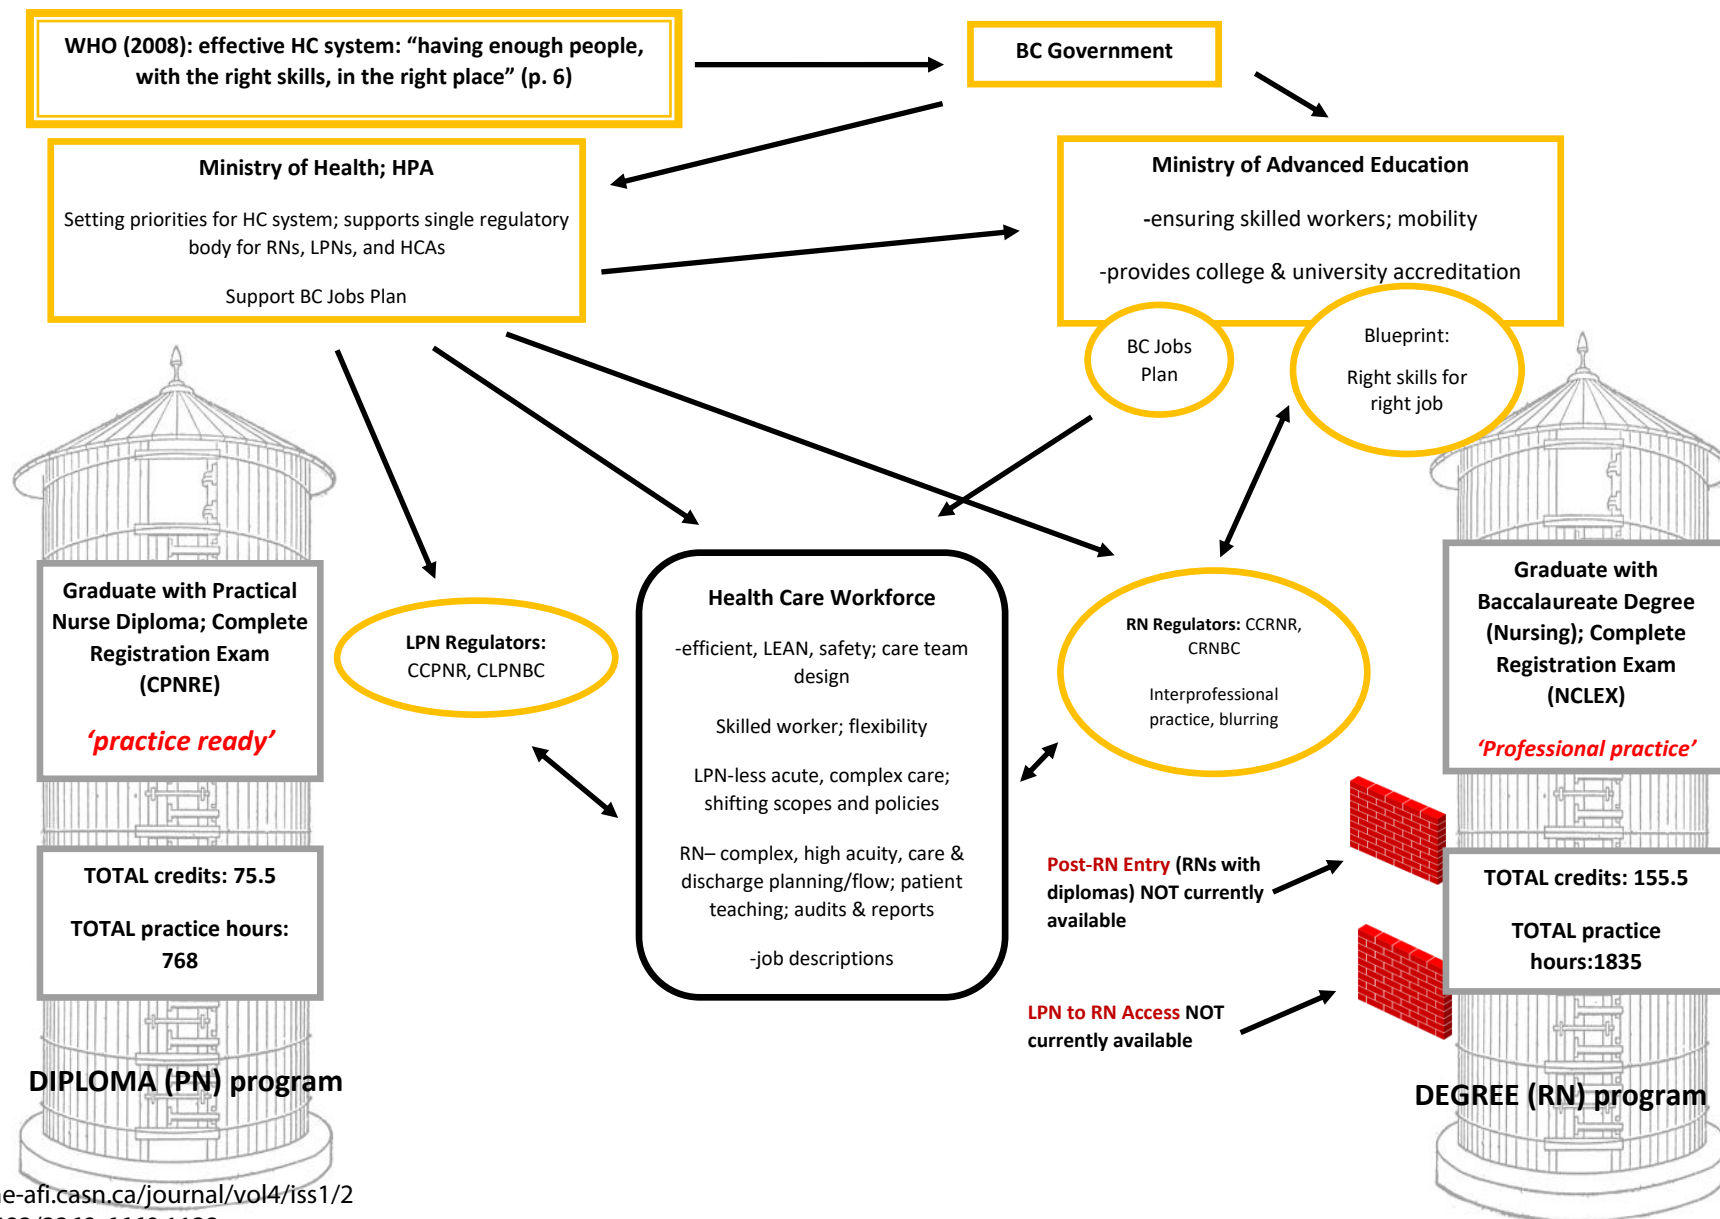 WHO (2008): effective HC system: “having enough people,
with the right skills, in the right place” (p. 6)
BC Government
Ministry of Health; HPA
Setting priorities for HC system; supports single regulatory
body for RNs, LPNs, and HCAs
Support BC Jobs Plan
Ministry of Advanced Education
-ensuring skilled workers; mobility
-provides college & university accreditation
BC Jobs
Plan
Blueprint:
Right skills for
right job
Graduate with Practical
Nurse Diploma; Complete
Registration Exam
(CPNRE)
‘practice ready’
TOTAL credits: 75.5
TOTAL practice hours:
768
DIPLOMA (PN) program
LPN Regulators:
CCPNR, CLPNBC
Health Care Workforce
-efficient, LEAN, safety; care team
design
Skilled worker; flexibility
LPN-less acute, complex care;
shifting scopes and policies
RN– complex, high acuity, care &
discharge planning/flow; patient
teaching; audits & reports
-job descriptions
RN Regulators: CCRNR,
CRNBC
Interprofessional
practice, blurring
Post-RN Entry (RNs with
diplomas) NOT currently
available
LPN to RN Access NOT
currently available
Graduate with
Baccalaureate Degree
(Nursing); Complete
Registration Exam
(NCLEX)
‘Professional practice’
TOTAL credits: 155.5
TOTAL practice
hours:1835
DEGREE (RN) program
e-afi.casn.ca/journal/vol4/iss1/2